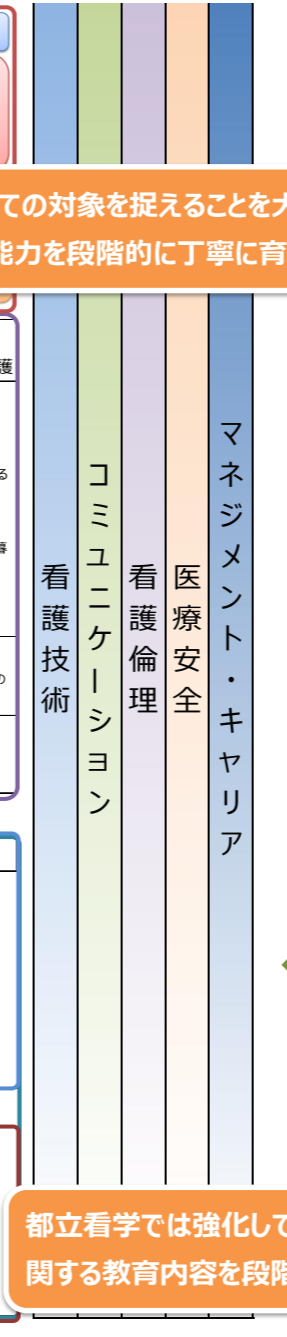 ての対象を捉えることを大
能力を段階的に丁寧に育
護
る
の
看護技術
コミュニケーション
看護倫理
医療安全
マネジメント・キャリア
都立看学では強化して
関する教育内容を段階